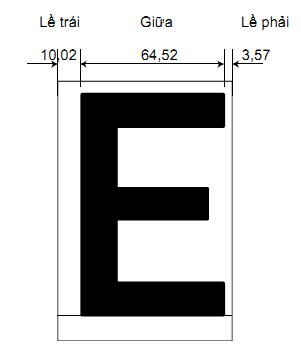 Lề trái Giữa Lề phải
10,02 64,52 3,57
E